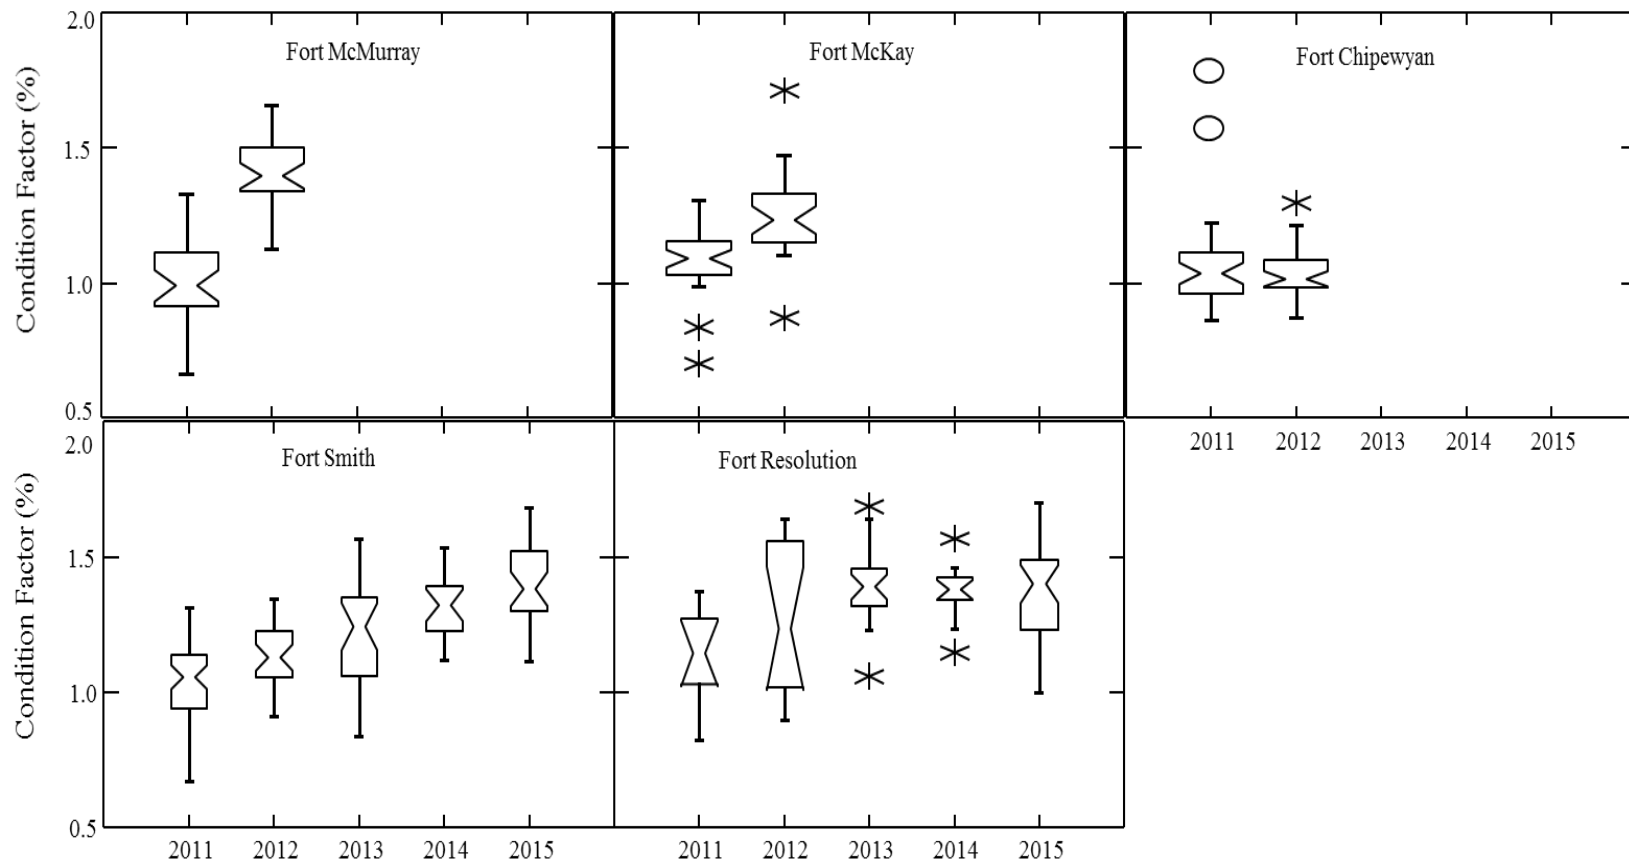 2.0
Fort McMurray
Fort McKay
Fort Chipewyan
Condition Factor (%)
1.5
1.0
0.5
2011 2012 2013 2014 2015
2.0
Fort Smith
Fort Resolution
Condition Factor (%)
1.5
1.0
0.5
2011 2012 2013 2014 2015
2011 2012 2013 2014 2015